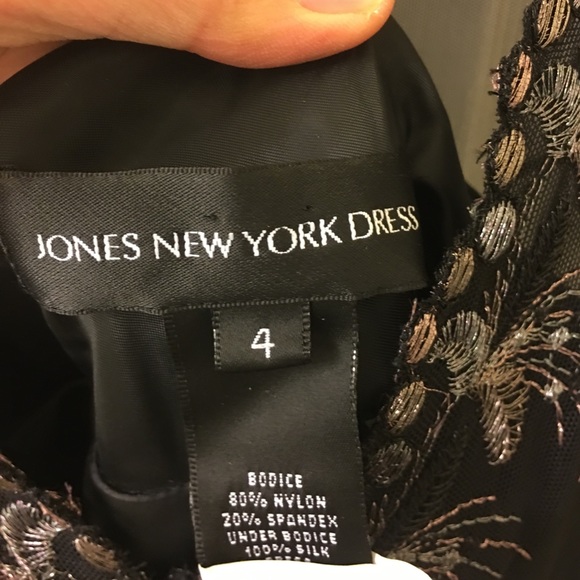 JONES NEW YORK DRESS
4
BODICE
80% NYLON
20% SPANDEX
UNDER BODICE
100% SILK